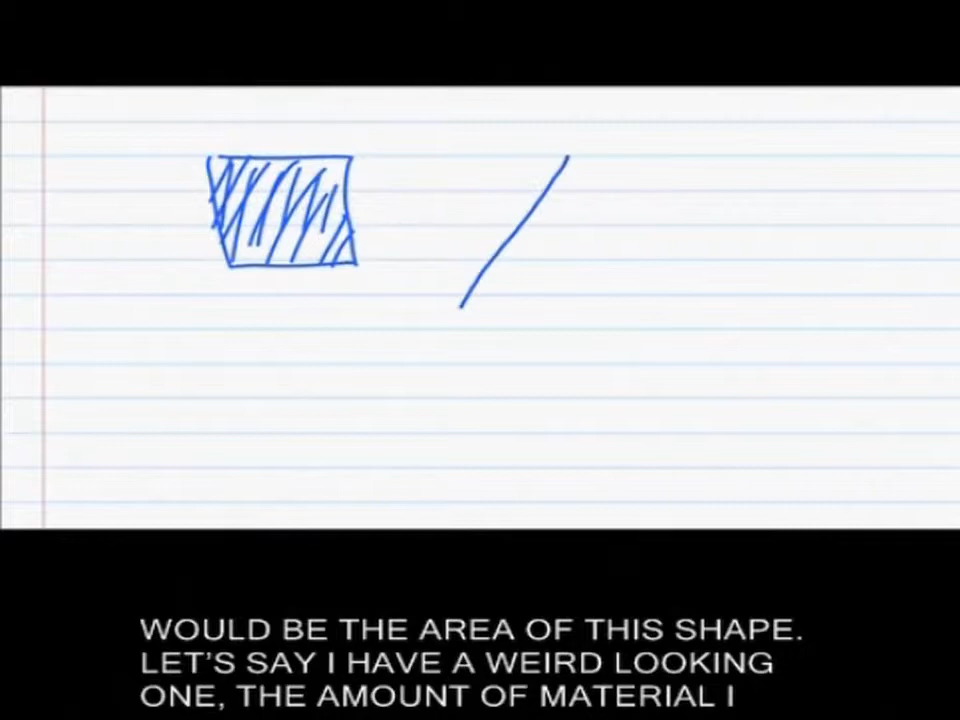 WOULD BE THE AREA OF THIS SHAPE.
LET'S SAY I HAVE A WEIRD LOOKING
ONE, THE AMOUNT OF MATERIAL I